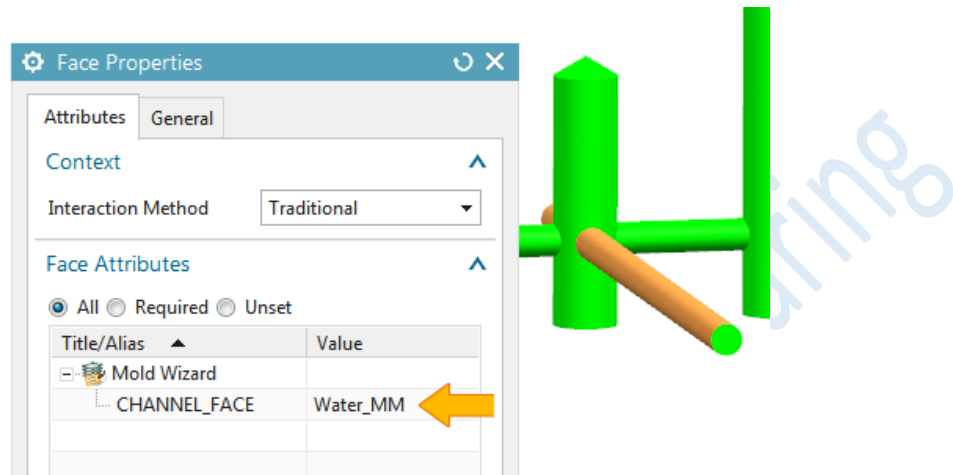 Face Properties
Attributes General
Context
Interaction Method Traditional
Face Attributes
All Required Unset
Title/Alias Value
Mold Wizard
CHANNEL_FACE Water_MM